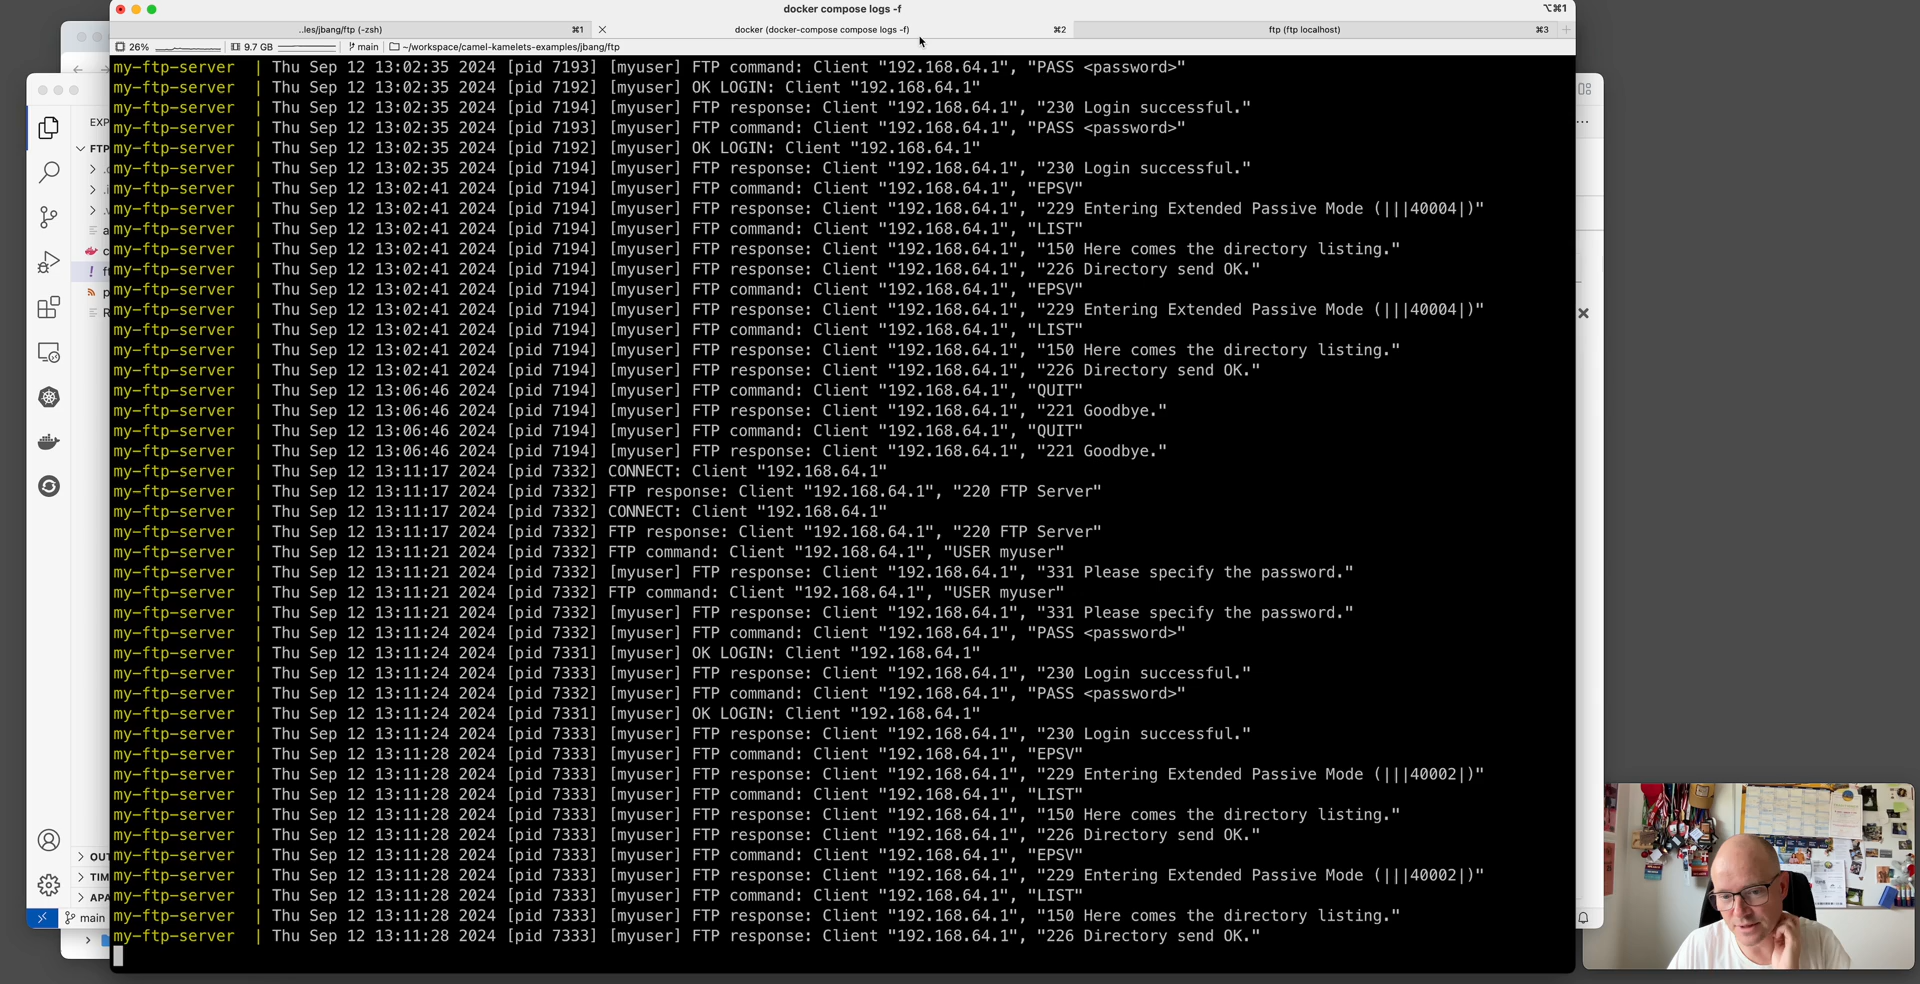 docker compose logs -f
⌥⌘1
..les/jbang/ftp (-zsh)
⌘1
docker (docker-compose compose logs -f)
⌘2
ftp (ftp localhost)
⌘3
26%
9.7 GB
main
~/workspace/camel-kamelets-examples/jbang/ftp
my-ftp-server | Thu Sep 12 13:02:35 2024 [pid 7193] [myuser] FTP command: Client "192.168.64.1", "PASS <password>"
my-ftp-server | Thu Sep 12 13:02:35 2024 [pid 7192] [myuser] OK LOGIN: Client "192.168.64.1"
my-ftp-server | Thu Sep 12 13:02:35 2024 [pid 7194] [myuser] FTP response: Client "192.168.64.1", "230 Login successful."
my-ftp-server | Thu Sep 12 13:02:35 2024 [pid 7193] [myuser] FTP command: Client "192.168.64.1", "PASS <password>"
my-ftp-server | Thu Sep 12 13:02:35 2024 [pid 7192] [myuser] OK LOGIN: Client "192.168.64.1"
my-ftp-server | Thu Sep 12 13:02:35 2024 [pid 7194] [myuser] FTP response: Client "192.168.64.1", "230 Login successful."
my-ftp-server | Thu Sep 12 13:02:41 2024 [pid 7194] [myuser] FTP command: Client "192.168.64.1", "EPSV"
my-ftp-server | Thu Sep 12 13:02:41 2024 [pid 7194] [myuser] FTP response: Client "192.168.64.1", "229 Entering Extended Passive Mode (|||40004|)"
my-ftp-server | Thu Sep 12 13:02:41 2024 [pid 7194] [myuser] FTP command: Client "192.168.64.1", "LIST"
my-ftp-server | Thu Sep 12 13:02:41 2024 [pid 7194] [myuser] FTP response: Client "192.168.64.1", "150 Here comes the directory listing."
my-ftp-server | Thu Sep 12 13:02:41 2024 [pid 7194] [myuser] FTP response: Client "192.168.64.1", "226 Directory send OK."
my-ftp-server | Thu Sep 12 13:02:41 2024 [pid 7194] [myuser] FTP command: Client "192.168.64.1", "EPSV"
my-ftp-server | Thu Sep 12 13:02:41 2024 [pid 7194] [myuser] FTP response: Client "192.168.64.1", "229 Entering Extended Passive Mode (|||40004|)"
my-ftp-server | Thu Sep 12 13:02:41 2024 [pid 7194] [myuser] FTP command: Client "192.168.64.1", "LIST"
my-ftp-server | Thu Sep 12 13:02:41 2024 [pid 7194] [myuser] FTP response: Client "192.168.64.1", "150 Here comes the directory listing."
my-ftp-server | Thu Sep 12 13:02:41 2024 [pid 7194] [myuser] FTP response: Client "192.168.64.1", "226 Directory send OK."
my-ftp-server | Thu Sep 12 13:06:46 2024 [pid 7194] [myuser] FTP command: Client "192.168.64.1", "QUIT"
my-ftp-server | Thu Sep 12 13:06:46 2024 [pid 7194] [myuser] FTP response: Client "192.168.64.1", "221 Goodbye."
my-ftp-server | Thu Sep 12 13:06:46 2024 [pid 7194] [myuser] FTP command: Client "192.168.64.1", "QUIT"
my-ftp-server | Thu Sep 12 13:06:46 2024 [pid 7194] [myuser] FTP response: Client "192.168.64.1", "221 Goodbye."
my-ftp-server | Thu Sep 12 13:11:17 2024 [pid 7332] CONNECT: Client "192.168.64.1"
my-ftp-server | Thu Sep 12 13:11:17 2024 [pid 7332] FTP response: Client "192.168.64.1", "220 FTP Server"
my-ftp-server | Thu Sep 12 13:11:17 2024 [pid 7332] CONNECT: Client "192.168.64.1"
my-ftp-server | Thu Sep 12 13:11:17 2024 [pid 7332] FTP response: Client "192.168.64.1", "220 FTP Server"
my-ftp-server | Thu Sep 12 13:11:21 2024 [pid 7332] FTP command: Client "192.168.64.1", "USER myuser"
my-ftp-server | Thu Sep 12 13:11:21 2024 [pid 7332] [myuser] FTP response: Client "192.168.64.1", "331 Please specify the password."
my-ftp-server | Thu Sep 12 13:11:21 2024 [pid 7332] FTP command: Client "192.168.64.1", "USER myuser"
my-ftp-server | Thu Sep 12 13:11:21 2024 [pid 7332] [myuser] FTP response: Client "192.168.64.1", "331 Please specify the password."
my-ftp-server | Thu Sep 12 13:11:24 2024 [pid 7332] [myuser] FTP command: Client "192.168.64.1", "PASS <password>"
my-ftp-server | Thu Sep 12 13:11:24 2024 [pid 7331] [myuser] OK LOGIN: Client "192.168.64.1"
my-ftp-server | Thu Sep 12 13:11:24 2024 [pid 7333] [myuser] FTP response: Client "192.168.64.1", "230 Login successful."
my-ftp-server | Thu Sep 12 13:11:24 2024 [pid 7332] [myuser] FTP command: Client "192.168.64.1", "PASS <password>"
my-ftp-server | Thu Sep 12 13:11:24 2024 [pid 7331] [myuser] OK LOGIN: Client "192.168.64.1"
my-ftp-server | Thu Sep 12 13:11:24 2024 [pid 7333] [myuser] FTP response: Client "192.168.64.1", "230 Login successful."
my-ftp-server | Thu Sep 12 13:11:28 2024 [pid 7333] [myuser] FTP command: Client "192.168.64.1", "EPSV"
my-ftp-server | Thu Sep 12 13:11:28 2024 [pid 7333] [myuser] FTP response: Client "192.168.64.1", "229 Entering Extended Passive Mode (|||40002|)"
my-ftp-server | Thu Sep 12 13:11:28 2024 [pid 7333] [myuser] FTP command: Client "192.168.64.1", "LIST"
my-ftp-server | Thu Sep 12 13:11:28 2024 [pid 7333] [myuser] FTP response: Client "192.168.64.1", "150 Here comes the directory listing."
my-ftp-server | Thu Sep 12 13:11:28 2024 [pid 7333] [myuser] FTP response: Client "192.168.64.1", "226 Directory send OK."
my-ftp-server | Thu Sep 12 13:11:28 2024 [pid 7333] [myuser] FTP command: Client "192.168.64.1", "EPSV"
my-ftp-server | Thu Sep 12 13:11:28 2024 [pid 7333] [myuser] FTP response: Client "192.168.64.1", "229 Entering Extended Passive Mode (|||40002|)"
my-ftp-server | Thu Sep 12 13:11:28 2024 [pid 7333] [myuser] FTP command: Client "192.168.64.1", "LIST"
my-ftp-server | Thu Sep 12 13:11:28 2024 [pid 7333] [myuser] FTP response: Client "192.168.64.1", "150 Here comes the directory listing."
my-ftp-server | Thu Sep 12 13:11:28 2024 [pid 7333] [myuser] FTP response: Client "192.168.64.1", "226 Directory send OK."
EXP
FTP
OUT
TIM
APA
main